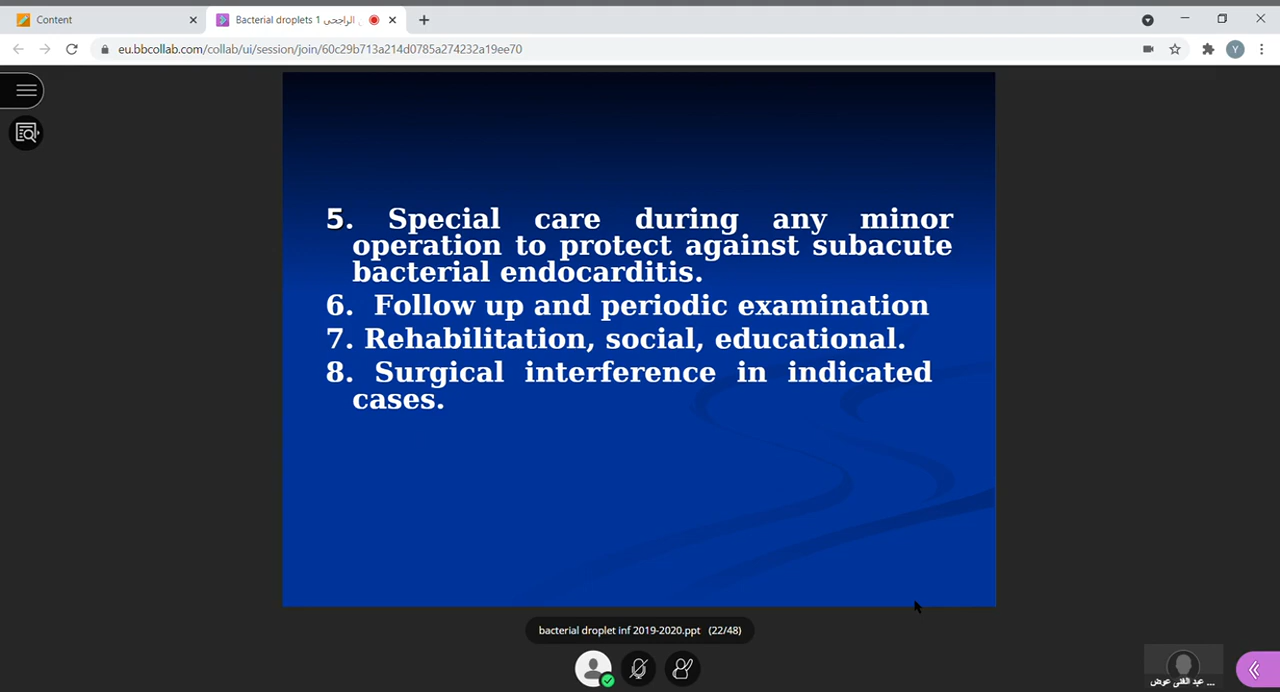 Content
Bacterial droplets 1 الراجحى
eu.bbcollab.com/collab/ui/session/join/60c29b713a214d0785a274232a19ee70
Y
5. Special care during any minor
operation to protect against subacute
bacterial endocarditis.
6. Follow up and periodic examination
7. Rehabilitation, social, educational.
8. Surgical interference in indicated
cases.
bacterial droplet inf 2019-2020.ppt (22/48)
عبد الغنى عوض ...